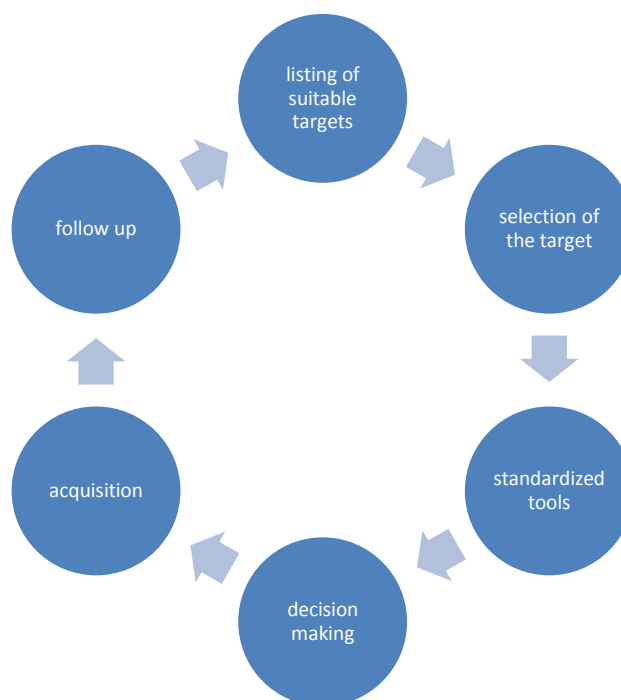 listing of
suitable
targets
selection of
the target
standardized
tools
decision
making
acquisition
follow up